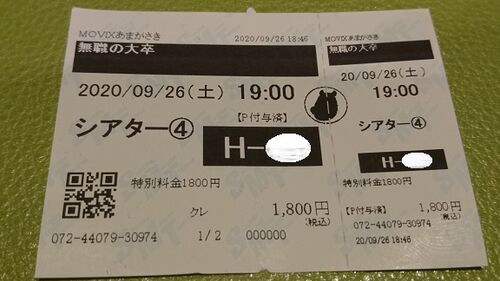 MOVIXあまがさき
2020/09/26 18:46
無職の大卒
2020/09/26(土) 19:00
【P付与済】
シアター④
H-
特別料金1800円
クレ
1,800円
(税込)
072-44079-30974
1/2
000000
MOVIXあまがさき
無職の大卒
20/09/26(土)
19:00
シアター④
H-
特別料金1800円
【P付与済】
1,800円
(税込)
072-44079-30974
20/09/26 18:46